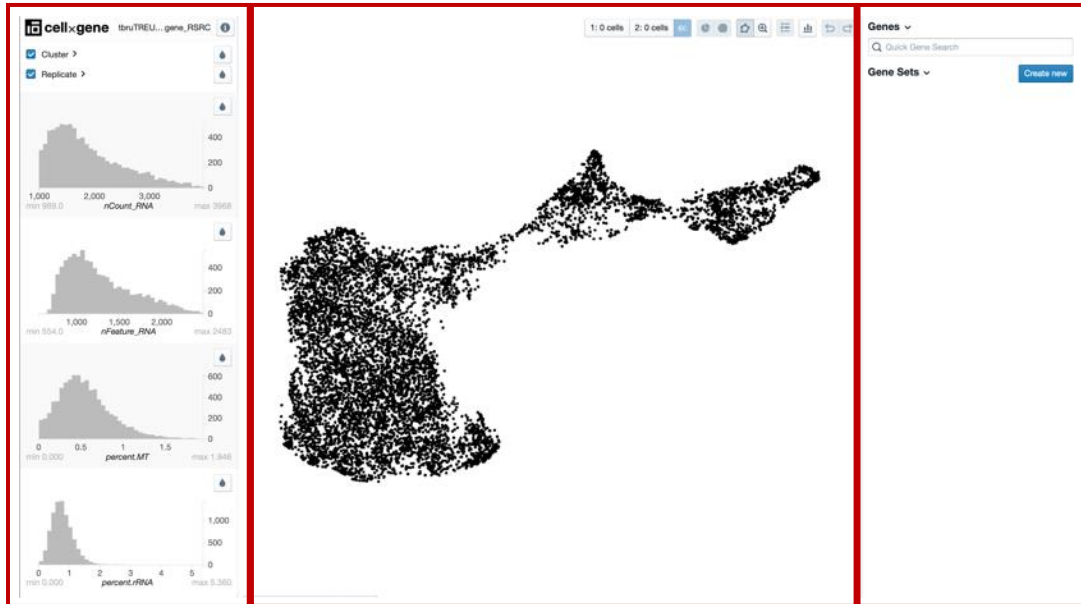 cellxgene tbruTREU...gene_RSRC
Cluster >
Replicate >
400
200
0
1,000 2,000 3,000
min 989.0 nCount_RNA max 3968
400
200
0
1,000 1,500 2,000
min 554.0 nFeature_RNA max 2483
600
400
200
0
0 0.5 1 1.5
min 0.000 percent.MT max 1.946
1,000
500
0
0 1 2 3 4 5
min 0.000 percent.rRNA max 5.360
1: 0 cells 2: 0 cells
Genes
Quick Gene Search
Gene Sets Create new